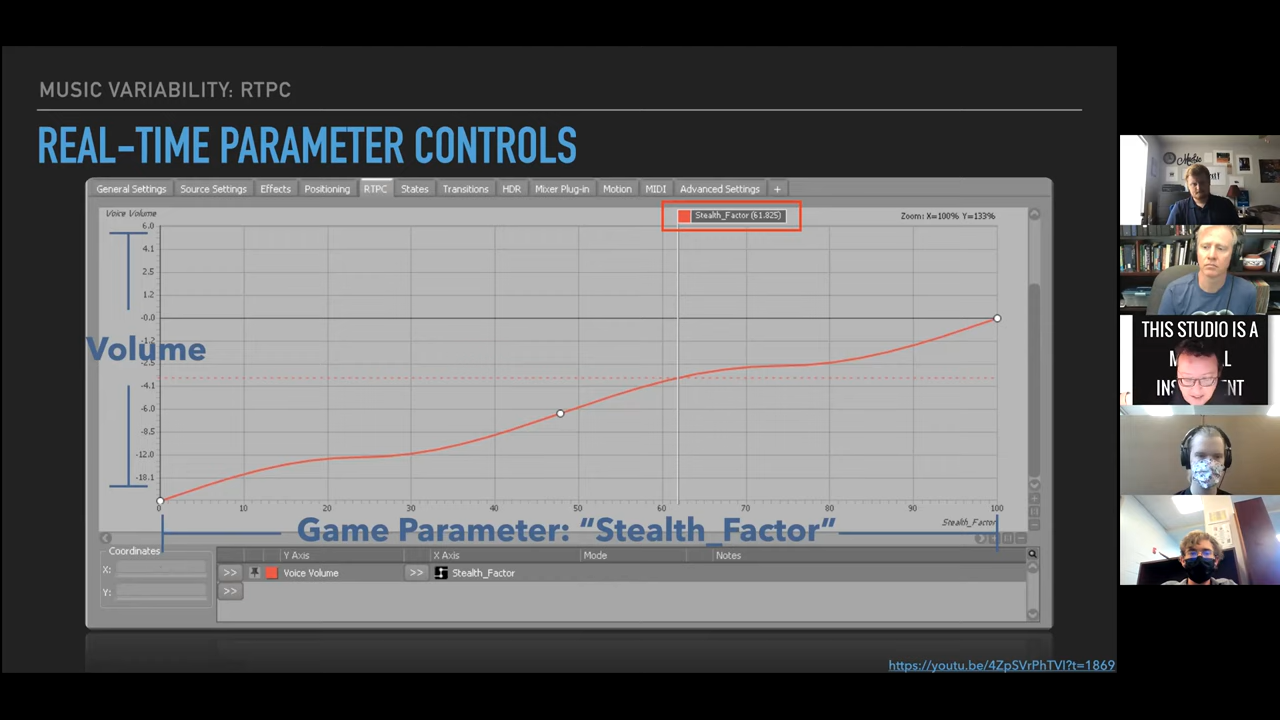 MUSIC VARIABILITY: RTPC
REAL-TIME PARAMETER CONTROLS
General Settings Source Settings Effects Positioning RTPC States Transitions HDR Mixer Plug-in Motion MIDI Advanced Settings +
Voice Volume
Stealth_Factor (61.825)
Zoom: X=100% Y=133%
6.0
4.1
2.5
1.2
-0.0
Volume
-4.1
-6.0
-8.5
-12.0
-18.1
0 10 20 30 40 50 60 70 80 90 100
Stealth_Factor
Game Parameter: “Stealth_Factor”
Coordinates
X:
Y:
Y Axis X Axis Mode Notes
>> Voice Volume >> Stealth_Factor
>>
https://youtu.be/4ZpSVrPhTVI?t=1869
THIS STUDIO IS A